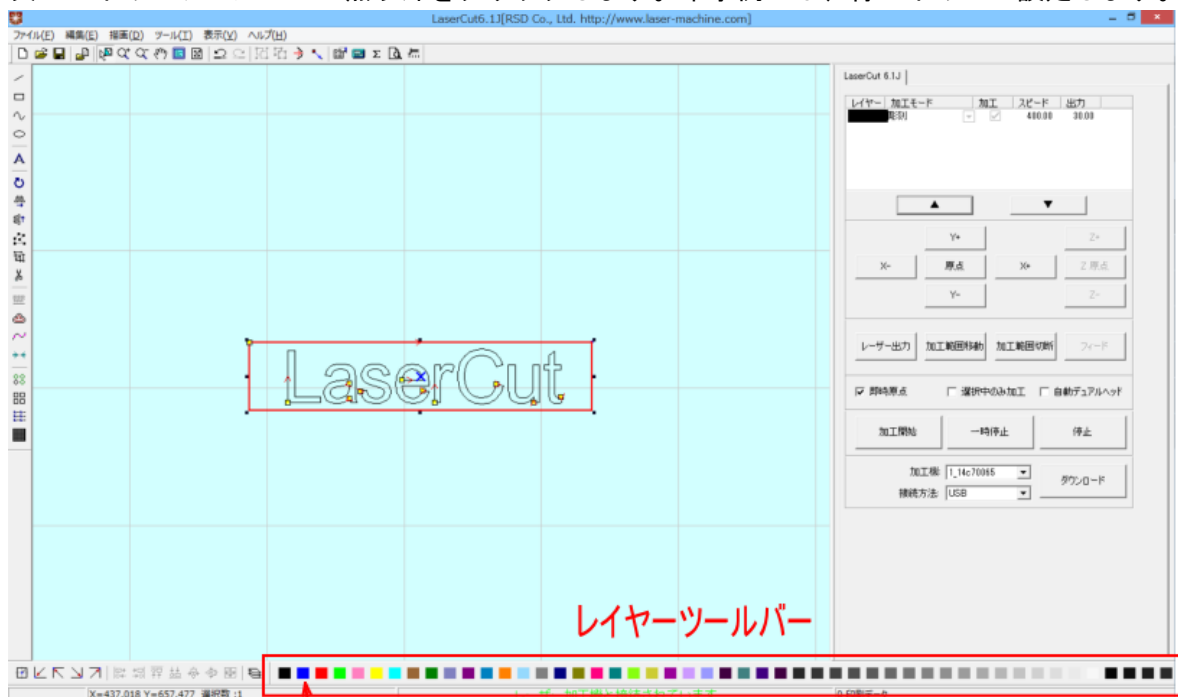 LaserCut6.1J[RSD Co., Ltd. http://www.laser-machine.com]
ファイル(F) 編集(E) 描画(D) ツール(T) 表示(V) ヘルプ(H)
LaserCut 6.1J
レイヤー 加工モード 加工 スピード 出力
彫刻 400.00 30.00
▲ ▼
Y+ Z+
X- 原点 X+ Z 原点
Y- Z-
LaserCut
レーザー出力 加工範囲移動 加工範囲切断 フィード
即時原点 選択中のみ加工 自動デュアルヘッド
加工開始 一時停止 停止
加工機: 1_14c70065
ダウンロード
接続方法: USB
レイヤーツールバー
X=437.018 Y=657.477 選択数 :1